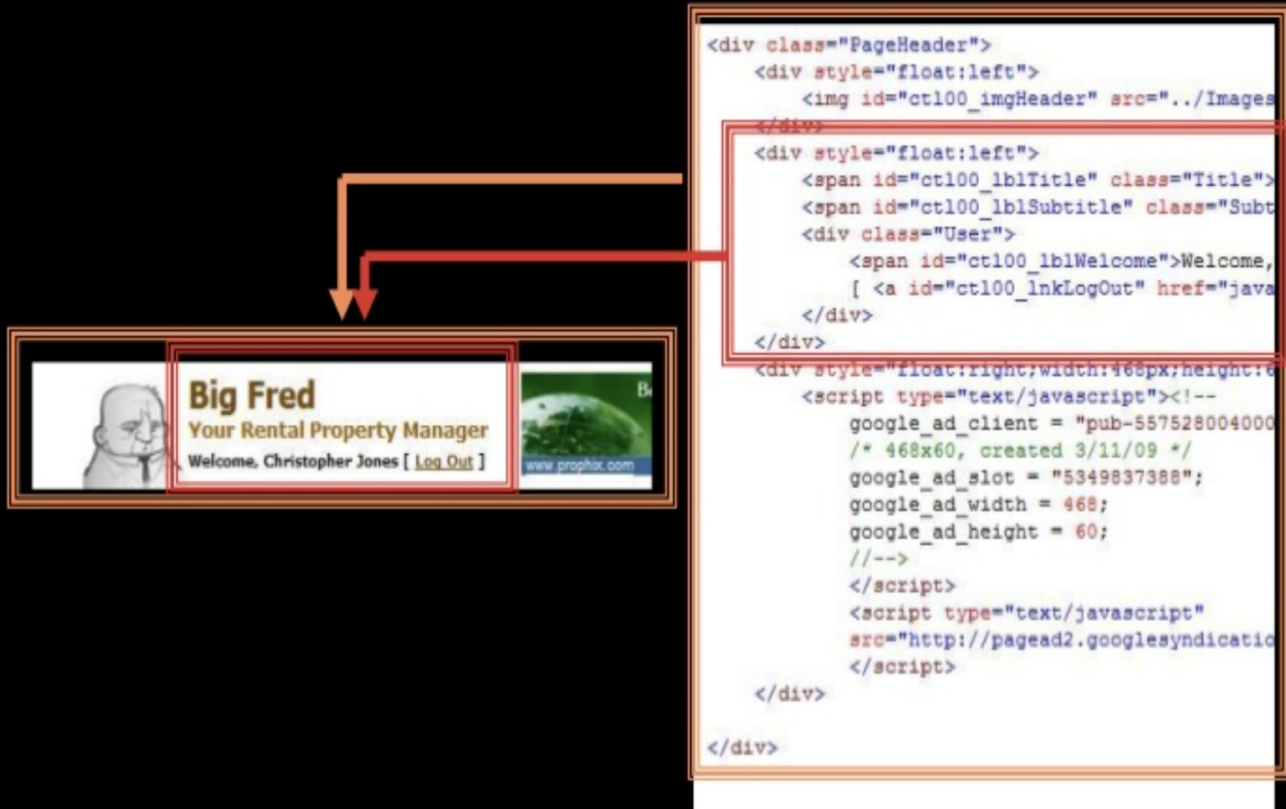 Big Fred
Your Rental Property Manager
Welcome, Christopher Jones [ Log Out ]
www.prophix.com
<div class="PageHeader">
<div style="float:left">
<img id="ctl00_imgHeader" src="../Images
</div>
<div style="float:left">
<span id="ctl00_lblTitle" class="Title">
<span id="ctl00_lblSubtitle" class="Subt
<div class="User">
<span id="ctl00_lblWelcome">Welcome,
[ <a id="ctl00_lnkLogOut" href="java
</div>
</div>
<div style="float:right;width:468px;height:6
<script type="text/javascript"><!--
google_ad_client = "pub-557528004000
/* 468x60, created 3/11/09 */
google_ad_slot = "5349837388";
google_ad_width = 468;
google_ad_height = 60;
//-->
</script>
<script type="text/javascript"
src="http://pagead2.googlesyndicatio
</script>
</div>
</div>